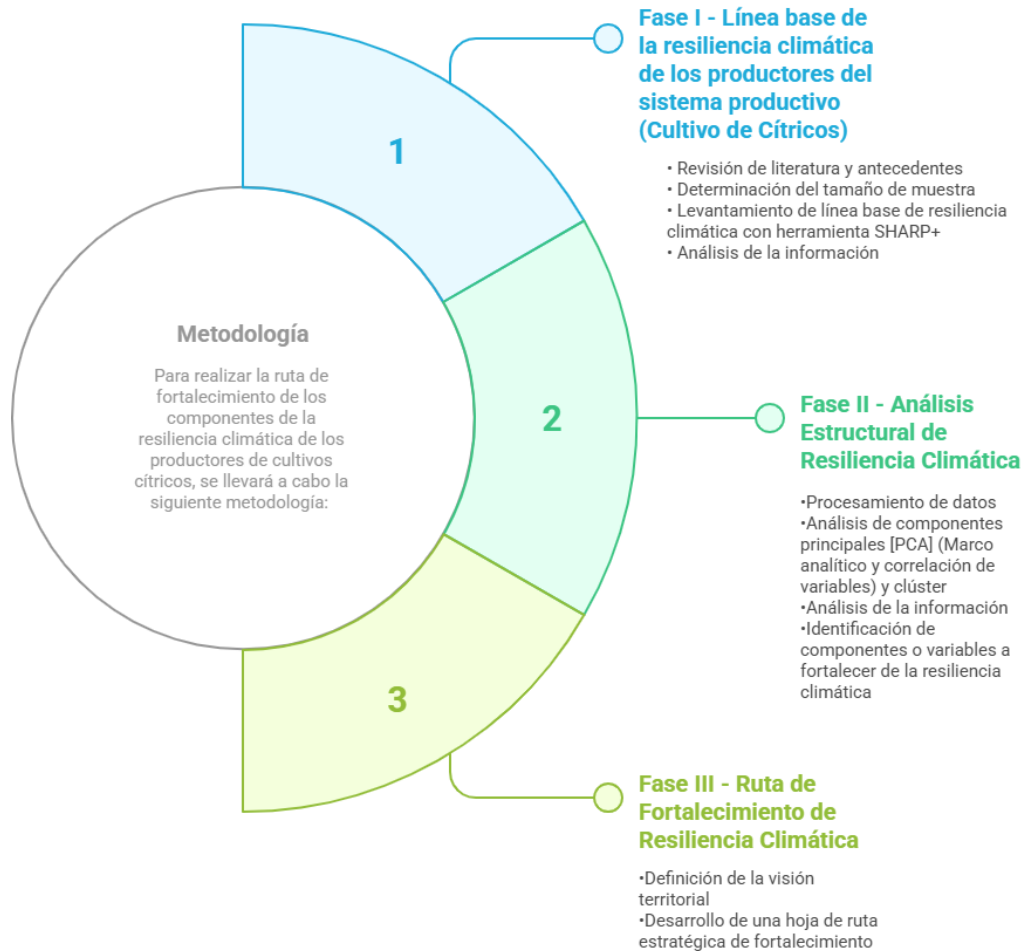 Metodología
Para realizar la ruta de
fortalecimiento de los
componentes de la
resiliencia climática de los
productores de cultivos
cítricos, se llevará a cabo la
siguiente metodología:
1
Fase I - Línea base de
la resiliencia climática
de los productores del
sistema productivo
(Cultivo de Cítricos)
• Revisión de literatura y antecedentes
• Determinación del tamaño de muestra
• Levantamiento de línea base de resiliencia
climática con herramienta SHARP+
• Análisis de la información
2
Fase II - Análisis
Estructural de
Resiliencia Climática
•Procesamiento de datos
•Análisis de componentes
principales [PCA] (Marco
analítico y correlación de
variables) y clúster
•Análisis de la información
•Identificación de
componentes o variables a
fortalecer de la resiliencia
climática
3
Fase III - Ruta de
Fortalecimiento de
Resiliencia Climática
•Definición de la visión
territorial
•Desarrollo de una hoja de ruta
estratégica de fortalecimiento